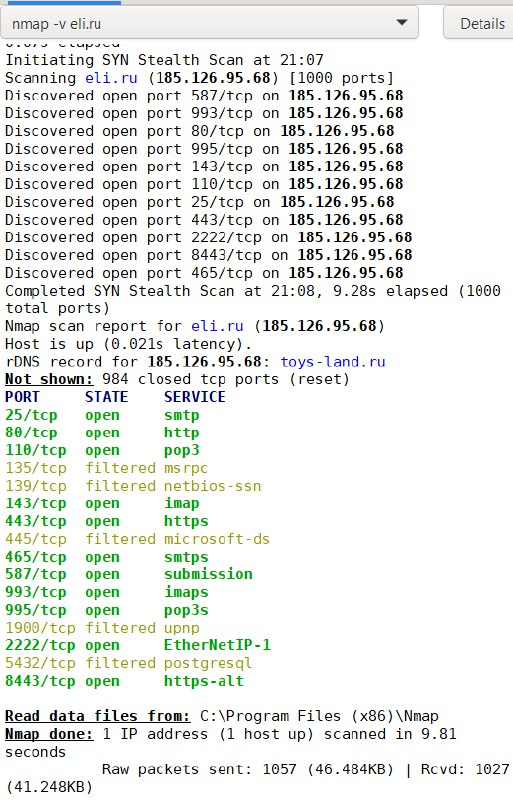 nmap -v eli.ru
Details
0.07s elapsed
Initiating SYN Stealth Scan at 21:07
Scanning eli.ru (185.126.95.68) [1000 ports]
Discovered open port 587/tcp on 185.126.95.68
Discovered open port 993/tcp on 185.126.95.68
Discovered open port 80/tcp on 185.126.95.68
Discovered open port 995/tcp on 185.126.95.68
Discovered open port 143/tcp on 185.126.95.68
Discovered open port 110/tcp on 185.126.95.68
Discovered open port 25/tcp on 185.126.95.68
Discovered open port 443/tcp on 185.126.95.68
Discovered open port 2222/tcp on 185.126.95.68
Discovered open port 8443/tcp on 185.126.95.68
Discovered open port 465/tcp on 185.126.95.68
Completed SYN Stealth Scan at 21:08, 9.28s elapsed (1000
total ports)
Nmap scan report for eli.ru (185.126.95.68)
Host is up (0.021s latency).
rDNS record for 185.126.95.68: toys-land.ru
Not shown: 984 closed tcp ports (reset)
PORT STATE SERVICE
25/tcp open smtp
80/tcp open http
110/tcp open pop3
135/tcp filtered msrpc
139/tcp filtered netbios-ssn
143/tcp open imap
443/tcp open https
445/tcp filtered microsoft-ds
465/tcp open smtps
587/tcp open submission
993/tcp open imaps
995/tcp open pop3s
1900/tcp filtered upnp
2222/tcp open EtherNetIP-1
5432/tcp filtered postgresql
8443/tcp open https-alt
Read data files from: C:\Program Files (x86)\Nmap
Nmap done: 1 IP address (1 host up) scanned in 9.81
seconds
Raw packets sent: 1057 (46.484KB) | Rcvd: 1027
(41.248KB)